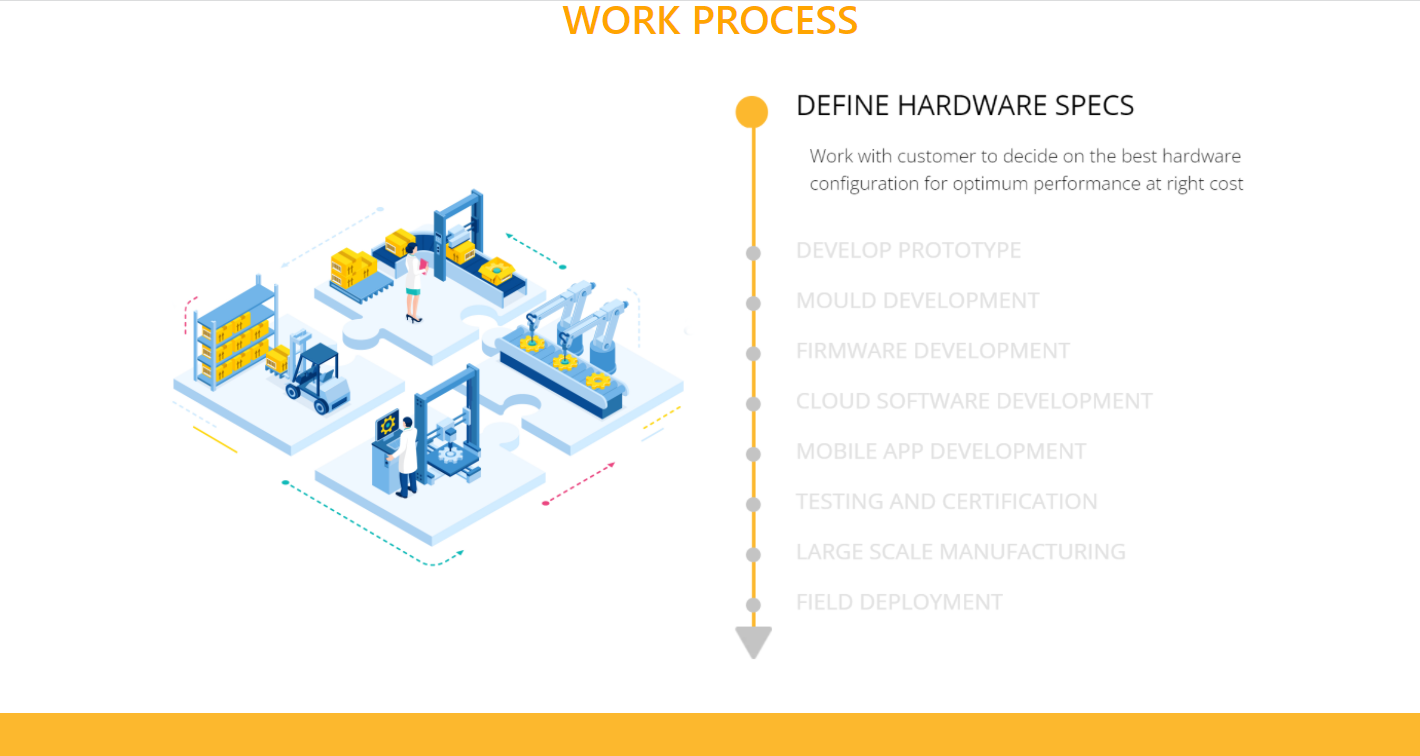 WORK PROCESS
DEFINE HARDWARE SPECS
Work with customer to decide on the best hardware
configuration for optimum performance at right cost
DEVELOP PROTOTYPE
MOULD DEVELOPMENT
FIRMWARE DEVELOPMENT
CLOUD SOFTWARE DEVELOPMENT
MOBILE APP DEVELOPMENT
TESTING AND CERTIFICATION
LARGE SCALE MANUFACTURING
FIELD DEPLOYMENT